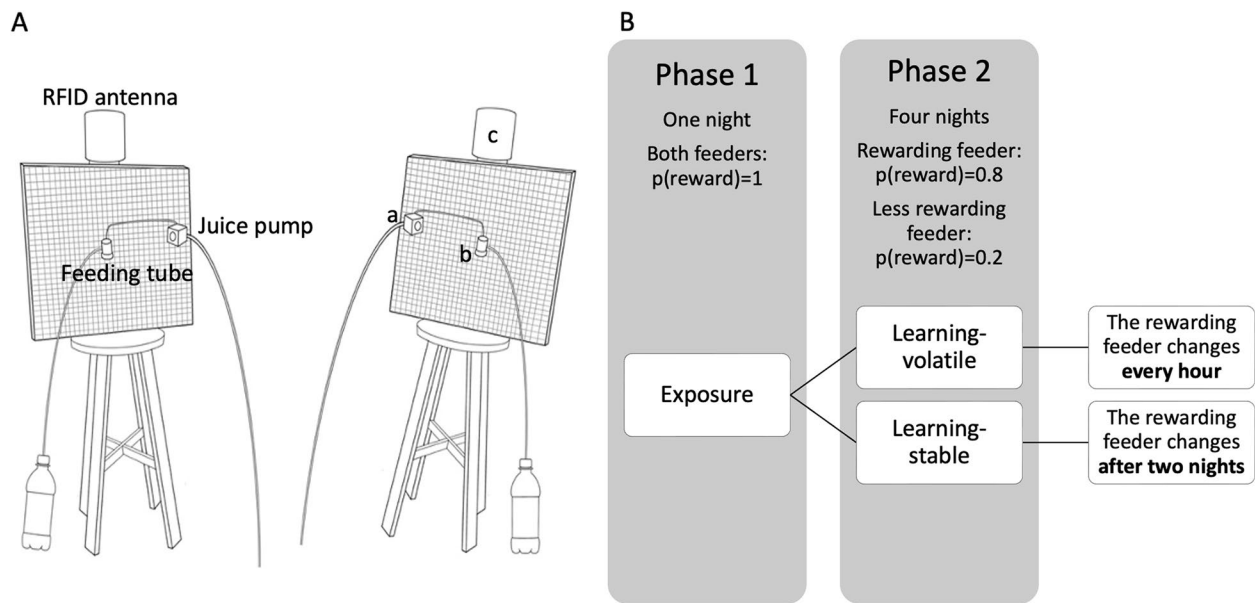 A
RFID antenna
Juice pump
Feeding tube
c
a
b
B
Phase 1
One night
Both feeders:
p(reward)=1
Exposure
Phase 2
Four nights
Rewarding feeder:
p(reward)=0.8
Less rewarding
feeder:
p(reward)=0.2
Learning-
volatile
The rewarding
feeder changes
every hour
Learning-
stable
The rewarding
feeder changes
after two nights